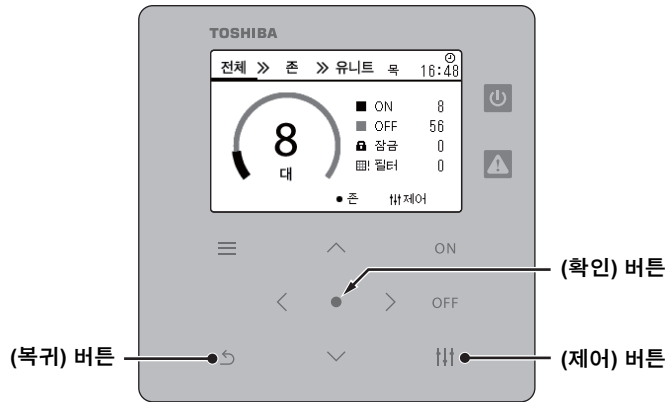 TOSHIBA
전체 》 존 》 유니트 목 16:48
ON 8
OFF 56
잠금 0
필터 0
8
대
● 존 제어
ON
(확인) 버튼
OFF
(복귀) 버튼
(제어) 버튼